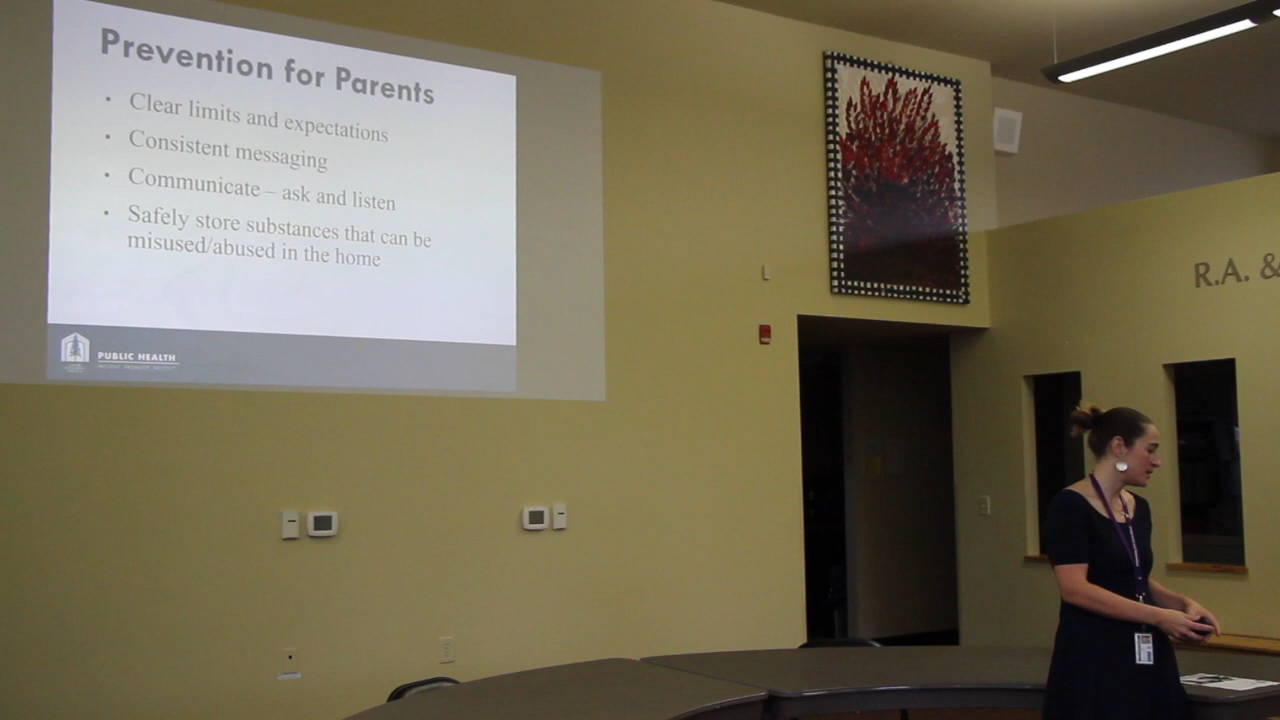 Prevention for Parents
• Clear limits and expectations
• Consistent messaging
• Communicate – ask and listen
• Safely store substances that can be
misused/abused in the home
PUBLIC HEALTH
R.A. &